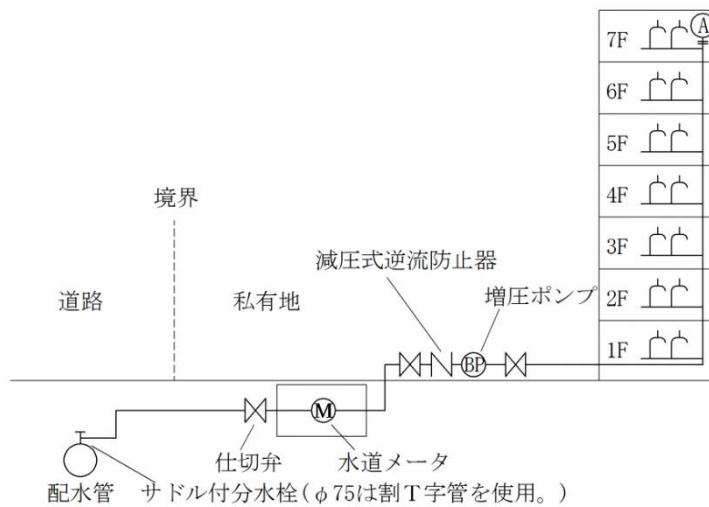 7F
A
6F
5F
4F
3F
2F
1F
境界
道路
私有地
減圧式逆流防止器
増圧ポンプ
BP
M
仕切弁
水道メータ
配水管
サドル付分水栓(φ75は割T字管を使用。)